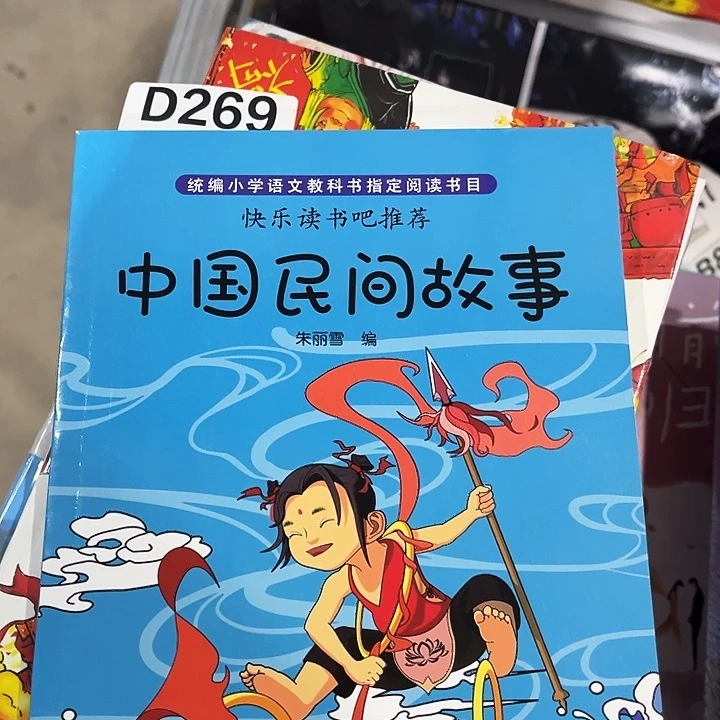 D269
统编小学语文教科书指定阅读书目
快乐读书吧推荐
中国民间故事
朱丽雪 编